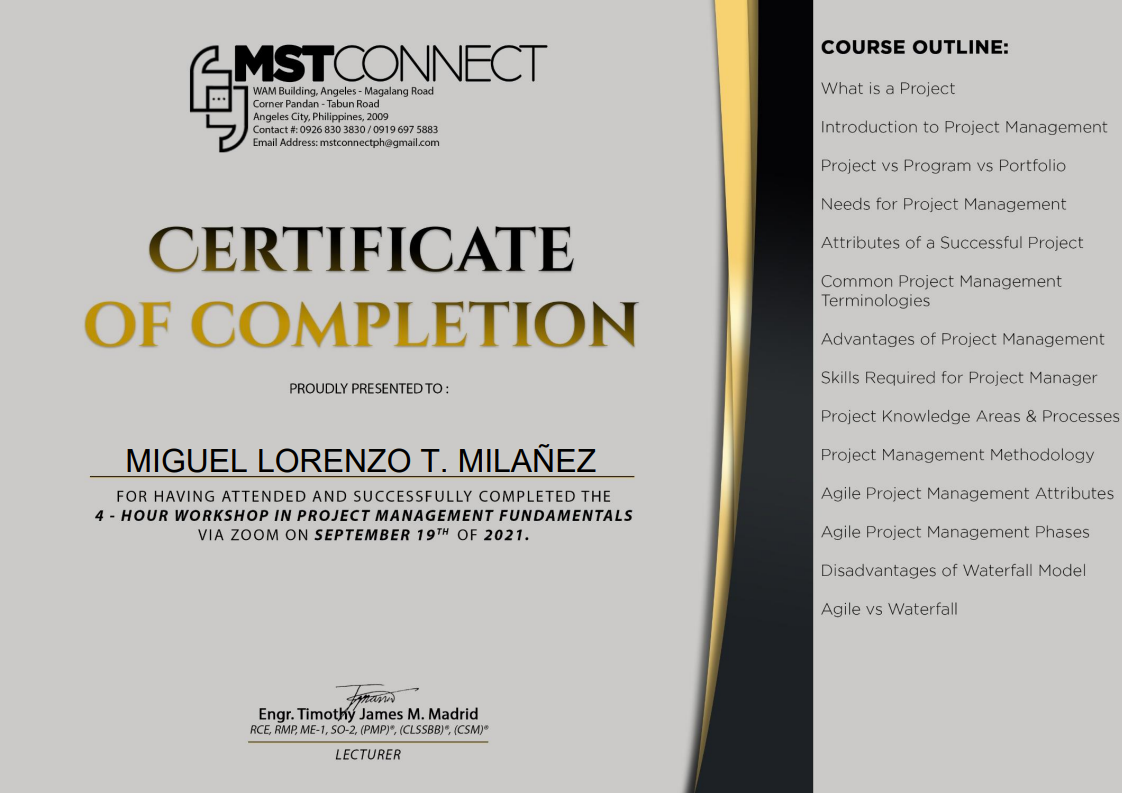 MSTCONNECT
WAM Building, Angeles - Magalang Road
Corner Pandan - Tabun Road
Angeles City, Philippines, 2009
Contact #: 0926 830 3830 / 0919 697 5883
Email Address: mstconnectph@gmail.com
CERTIFICATE
OF COMPLETION
PROUDLY PRESENTED TO :
MIGUEL LORENZO T. MILAÑEZ
FOR HAVING ATTENDED AND SUCCESSFULLY COMPLETED THE
4 - HOUR WORKSHOP IN PROJECT MANAGEMENT FUNDAMENTALS
VIA ZOOM ON SEPTEMBER 19TH OF 2021.
Engr. Timothy James M. Madrid
RCE, RMP, ME-1, SO-2, (PMP)®, (CLSSBB)®, (CSM)®
LECTURER
COURSE OUTLINE:
What is a Project
Introduction to Project Management
Project vs Program vs Portfolio
Needs for Project Management
Attributes of a Successful Project
Common Project Management
Terminologies
Advantages of Project Management
Skills Required for Project Manager
Project Knowledge Areas & Processes
Project Management Methodology
Agile Project Management Attributes
Agile Project Management Phases
Disadvantages of Waterfall Model
Agile vs Waterfall